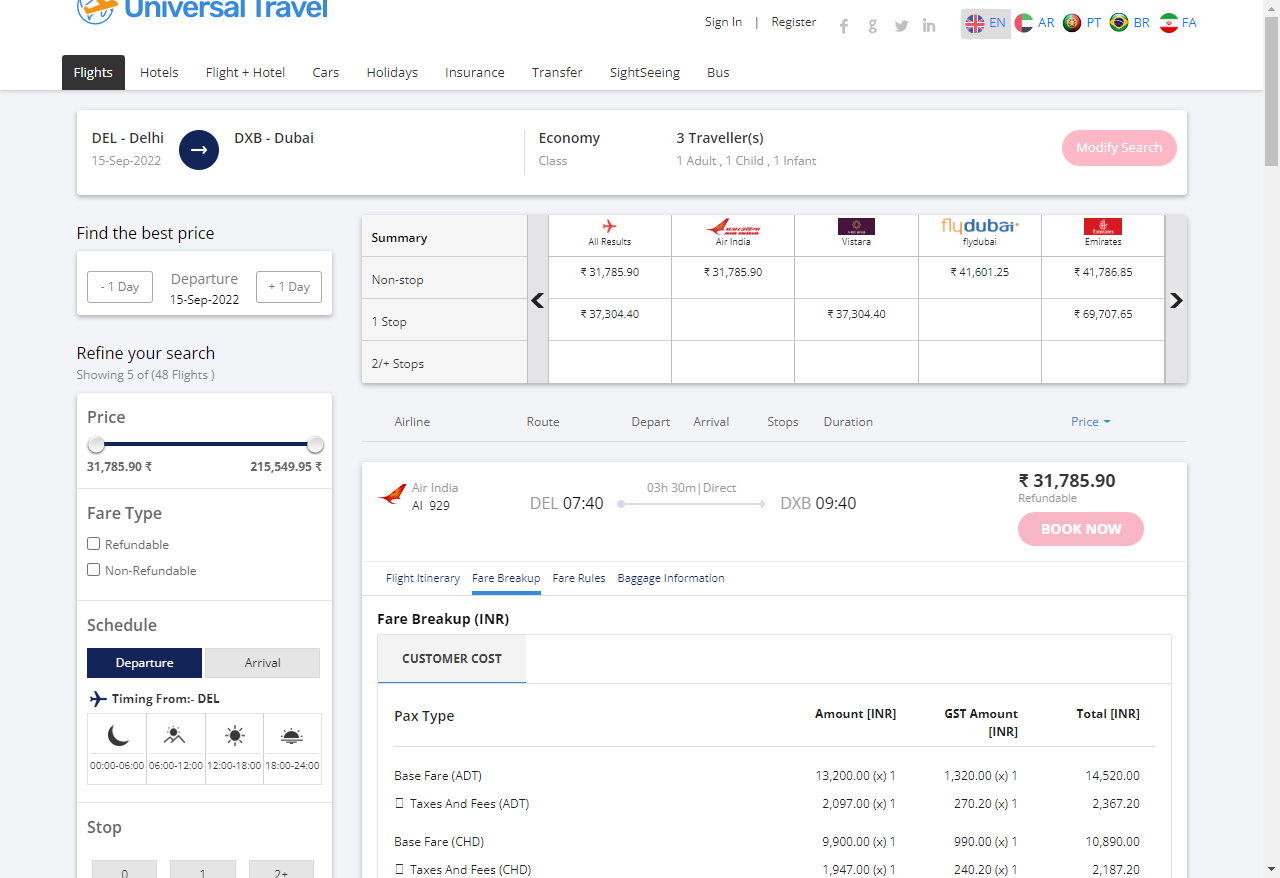 Universal Travel
Sign In | Register
EN AR PT BR FA
Flights Hotels Flight + Hotel Cars Holidays Insurance Transfer SightSeeing Bus
DEL - Delhi DXB - Dubai Economy 3 Traveller(s)
15-Sep-2022 Class 1 Adult , 1 Child , 1 Infant
Modify Search
Find the best price
- 1 Day Departure + 1 Day
15-Sep-2022
Refine your search
Showing 5 of (48 Flights )
Price
31,785.90 ₹ 215,549.95 ₹
Fare Type
Refundable
Non-Refundable
Schedule
Departure Arrival
Timing From:- DEL
00:00-06:00 06:00-12:00 12:00-18:00 18:00-24:00
Stop
0 1 2+
Summary All Results Air India Vistara flydubai Emirates
Non-stop ₹ 31,785.90 ₹ 31,785.90 ₹ 41,601.25 ₹ 41,786.85
1 Stop ₹ 37,304.40 ₹ 37,304.40 ₹ 69,707.65
2/+ Stops
Airline Route Depart Arrival Stops Duration Price
Air India
AI 929
DEL 07:40 03h 30m|Direct DXB 09:40
₹ 31,785.90
Refundable
BOOK NOW
Flight Itinerary Fare Breakup Fare Rules Baggage Information
Fare Breakup (INR)
CUSTOMER COST
Pax Type Amount [INR] GST Amount [INR] Total [INR]
Base Fare (ADT) 13,200.00 (x) 1 1,320.00 (x) 1 14,520.00
Taxes And Fees (ADT) 2,097.00 (x) 1 270.20 (x) 1 2,367.20
Base Fare (CHD) 9,900.00 (x) 1 990.00 (x) 1 10,890.00
Taxes And Fees (CHD) 1,947.00 (x) 1 240.20 (x) 1 2,187.20